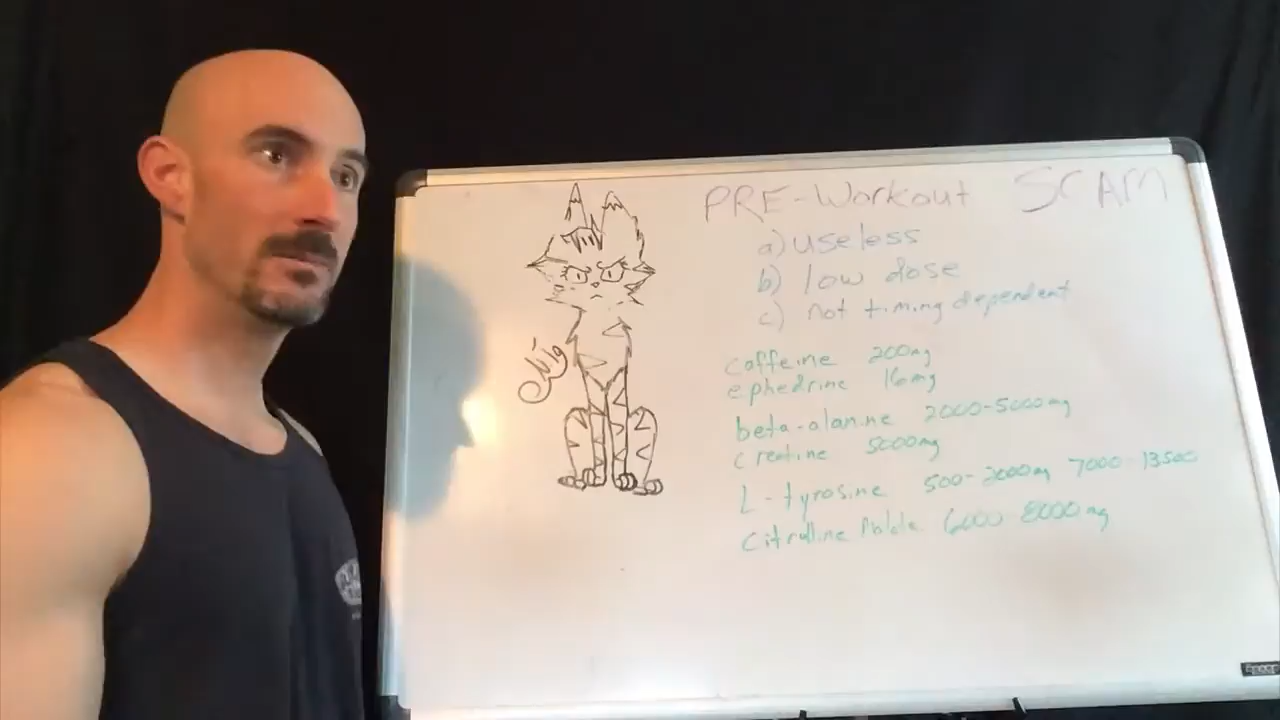 PRE-Workout SCAM
a) useless
b) low dose
c) not timing dependent
caffeine 200mg
ephedrine 16mg
beta-alanine 2000-5000mg
creatine 5000mg
L-tyrosine 500-2000mg 7000-13500
citrulline 6000-8000mg